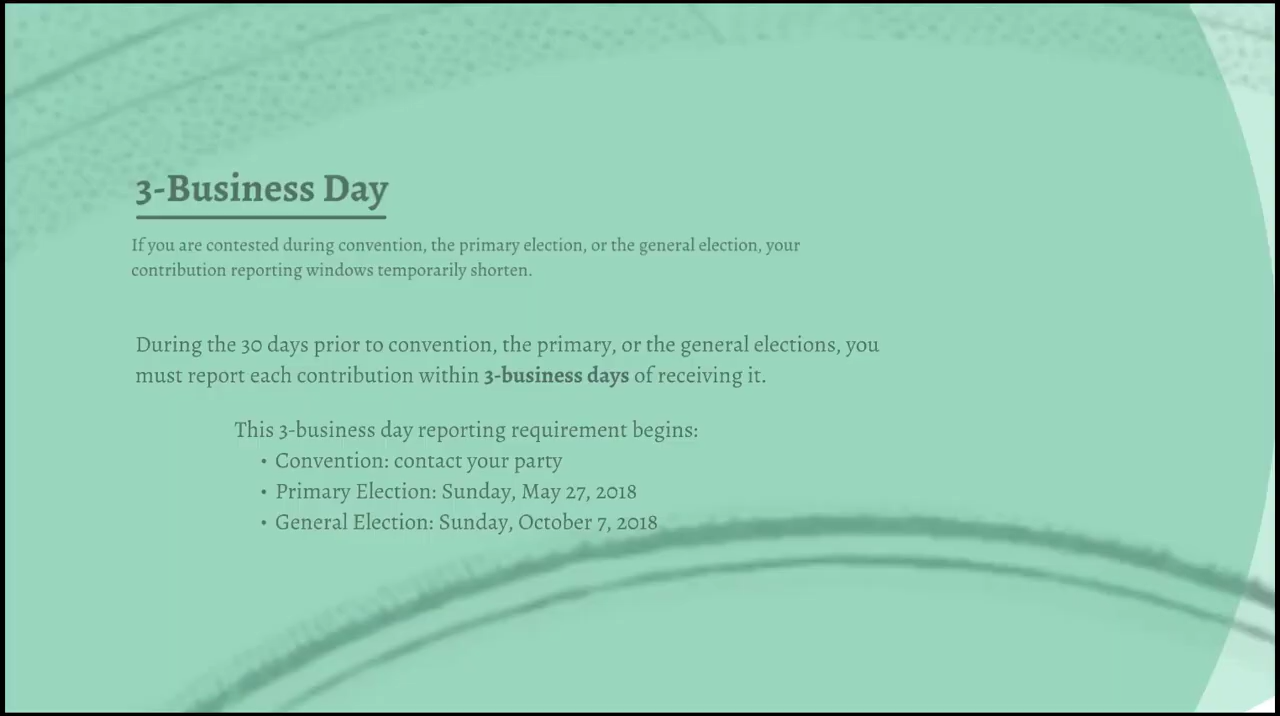 3-Business Day
If you are contested during convention, the primary election, or the general election, your
contribution reporting windows temporarily shorten.
During the 30 days prior to convention, the primary, or the general elections, you
must report each contribution within 3-business days of receiving it.
This 3-business day reporting requirement begins:
• Convention: contact your party
• Primary Election: Sunday, May 27, 2018
• General Election: Sunday, October 7, 2018